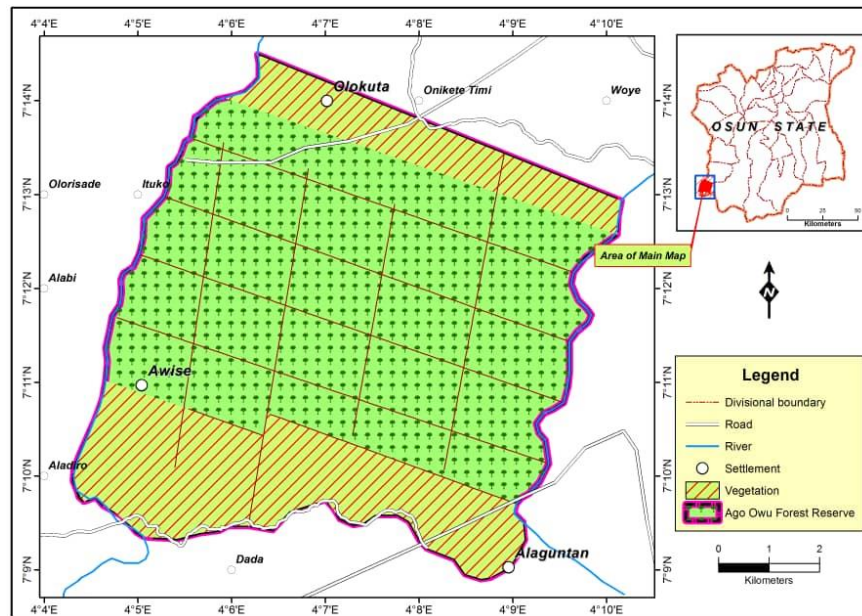 4°4'E 4°5'E 4°6'E 4°7'E 4°8'E 4°9'E 4°10'E
7°14'N
7°13'N
7°12'N
7°11'N
7°10'N
7°9'N
Olokuta
Onikete Timi
Woye
Olorisade
Ituko
Alabi
Awise
Aladiro
Dada
Alaguntan
7°14'N
7°13'N
7°12'N
7°11'N
7°10'N
7°9'N
4°4'E 4°5'E 4°6'E 4°7'E 4°8'E 4°9'E 4°10'E
OSUN STATE
0 25 50
Kilometers
Area of Main Map
N
Legend
Divisional boundary
Road
River
Settlement
Vegetation
Ago Owu Forest Reserve
0 1 2
Kilometers